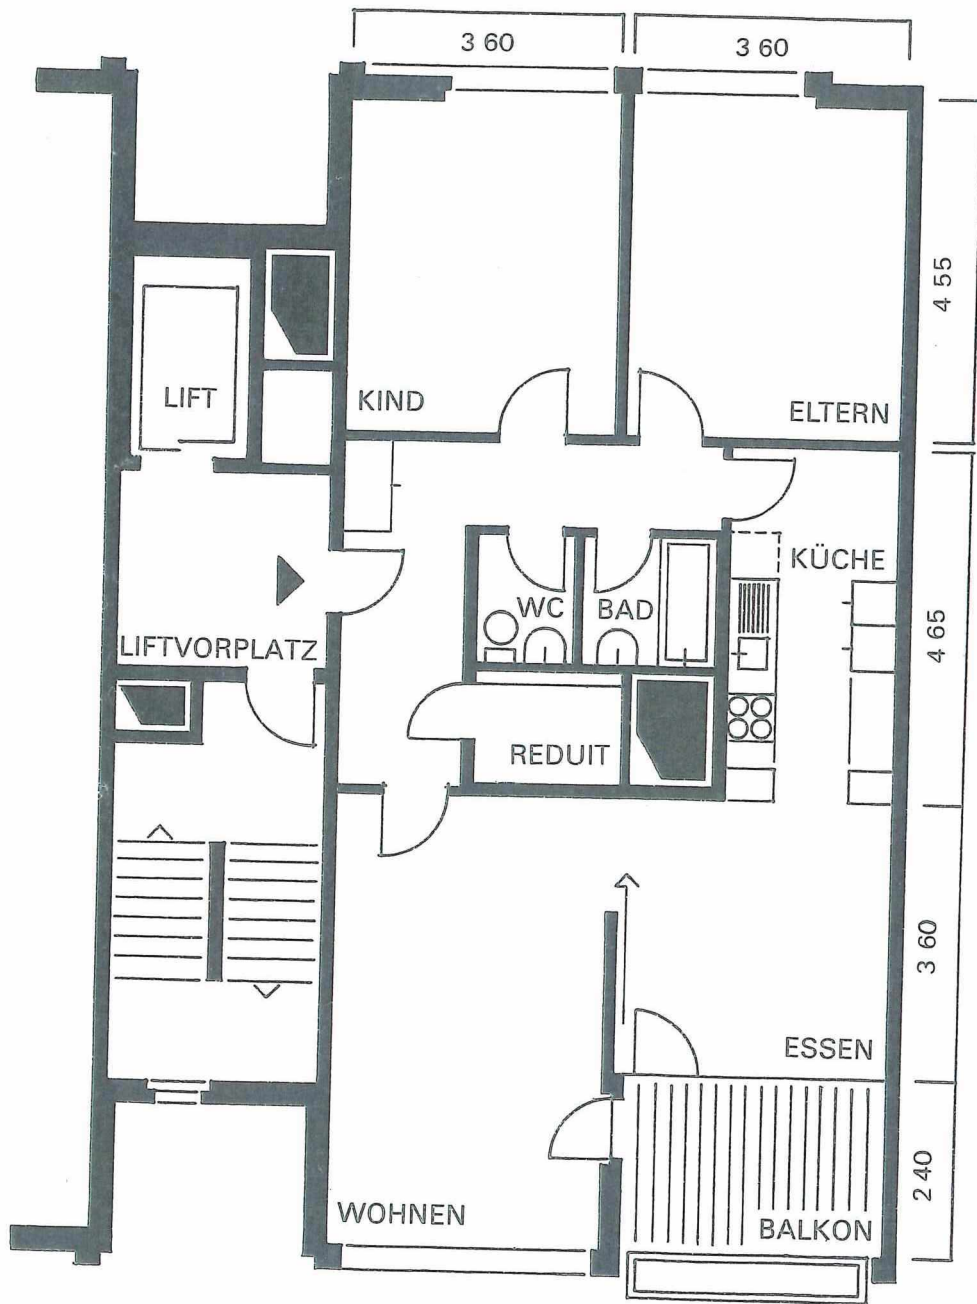 3 60
3 60
4 55
LIFT
KIND
ELTERN
KÜCHE
WC
BAD
4 65
LIFTVORPLATZ
REDUIT
3 60
ESSEN
2 40
WOHNEN
BALKON